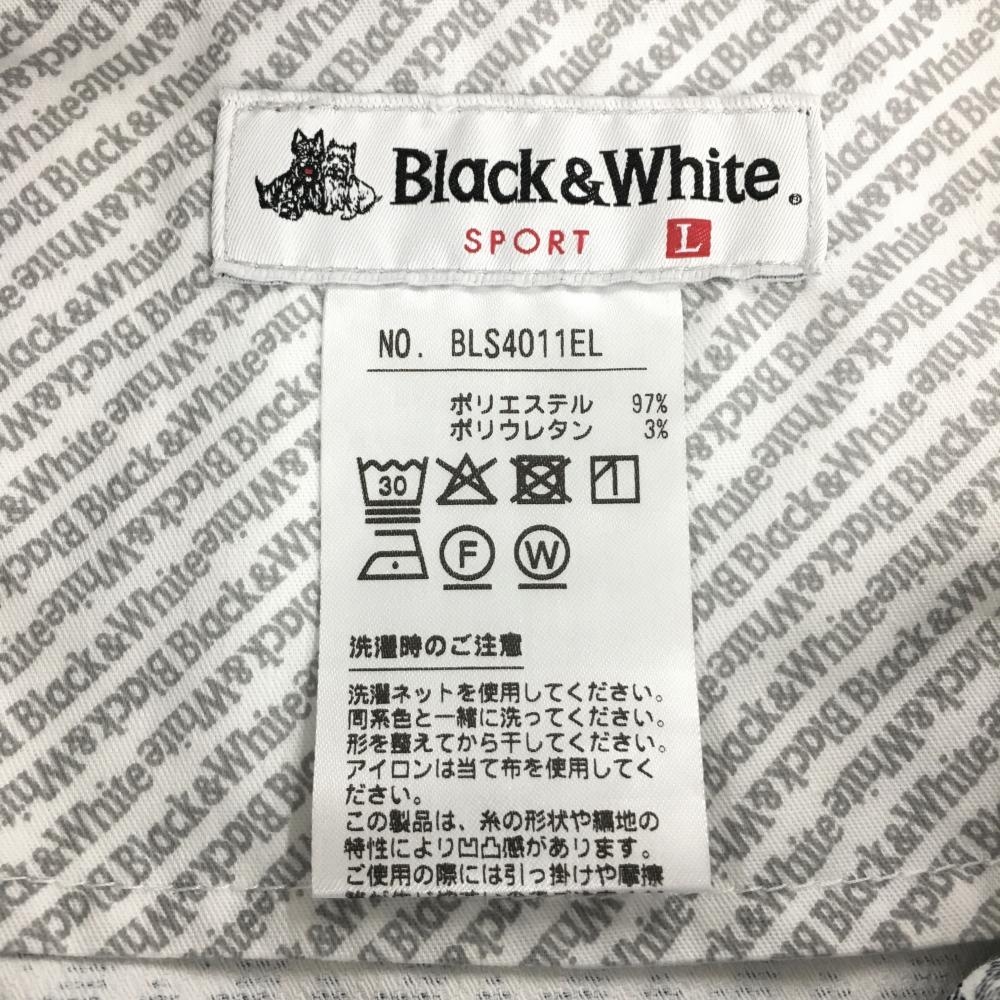 Black&White®
SPORT L
NO. BLS4011EL
ポリエステル 97%
ポリウレタン 3%
30
F W
洗濯時のご注意
洗濯ネットを使用してください。
同系色と一緒に洗ってください。
形を整えてから干してください。
アイロンは当て布を使用してく
ださい。
この製品は、糸の形状や編地の
特性により凹凸感があります。
ご使用の際には引っ掛けや摩擦